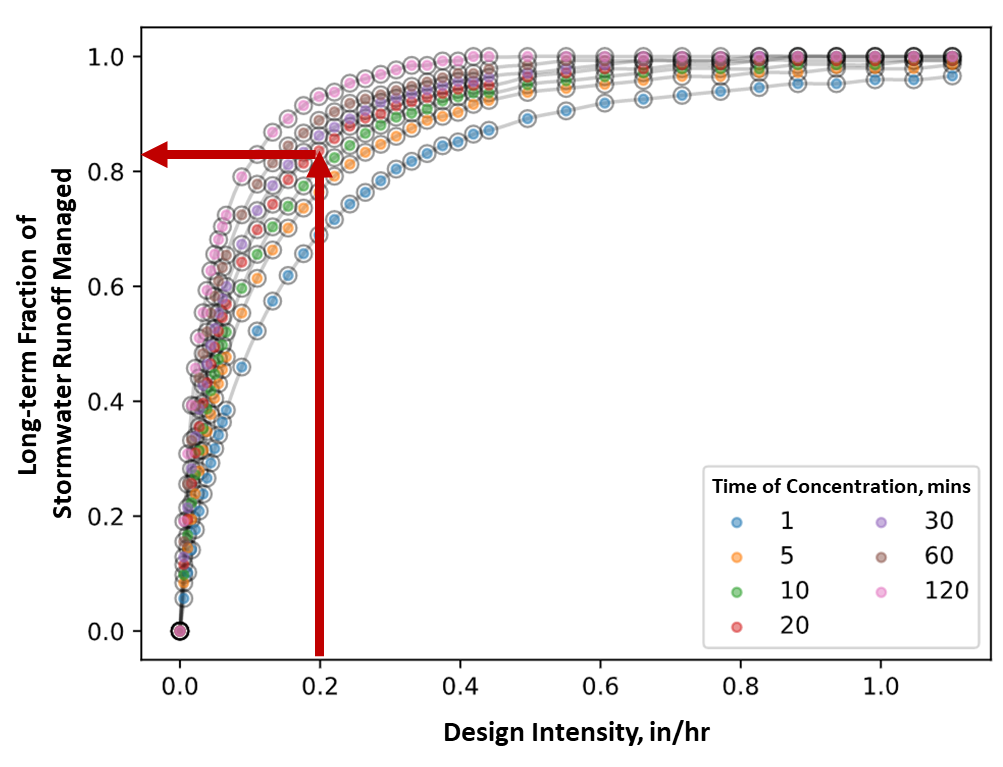 Long-term Fraction of
Stormwater Runoff Managed
1.0
0.8
0.6
0.4
0.2
0.0
0.0 0.2 0.4 0.6 0.8 1.0
Design Intensity, in/hr
Time of Concentration, mins
1 30
5 60
10 120
20